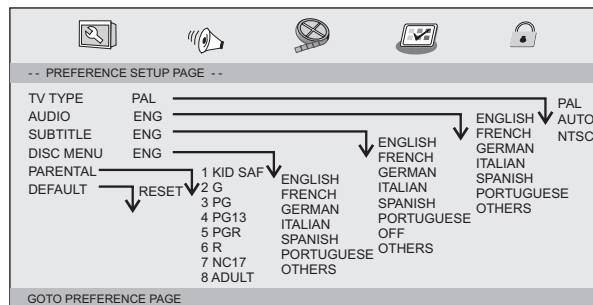 - - PREFERENCE SETUP PAGE - -
TV TYPE PAL
AUDIO ENG
SUBTITLE ENG
DISC MENU ENG
PARENTAL
DEFAULT RESET
1 KID SAF
2 G
3 PG
4 PG13
5 PGR
6 R
7 NC17
8 ADULT
ENGLISH
FRENCH
GERMAN
ITALIAN
SPANISH
PORTUGUESE
OTHERS
ENGLISH
FRENCH
GERMAN
ITALIAN
SPANISH
PORTUGUESE
OFF
OTHERS
ENGLISH
FRENCH
GERMAN
ITALIAN
SPANISH
PORTUGUESE
OTHERS
PAL
AUTO
NTSC
GOTO PREFERENCE PAGE